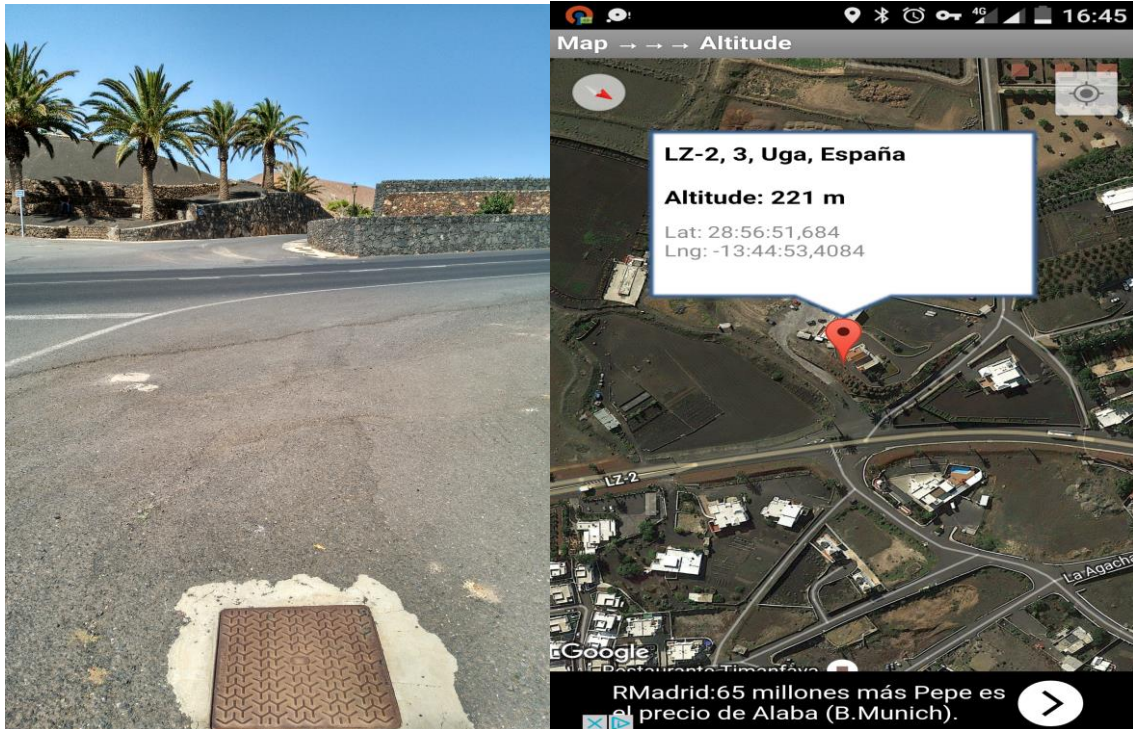 4G 16:45
Map → → → Altitude
LZ-2, 3, Uga, España
Altitude: 221 m
Lat: 28:56:51,684
Lng: -13:44:53,4084
LZ-2
La Agacha
Google
Restaurante Timanfaya
RMadrid:65 millones más Pepe es
el precio de Alaba (B.Munich).